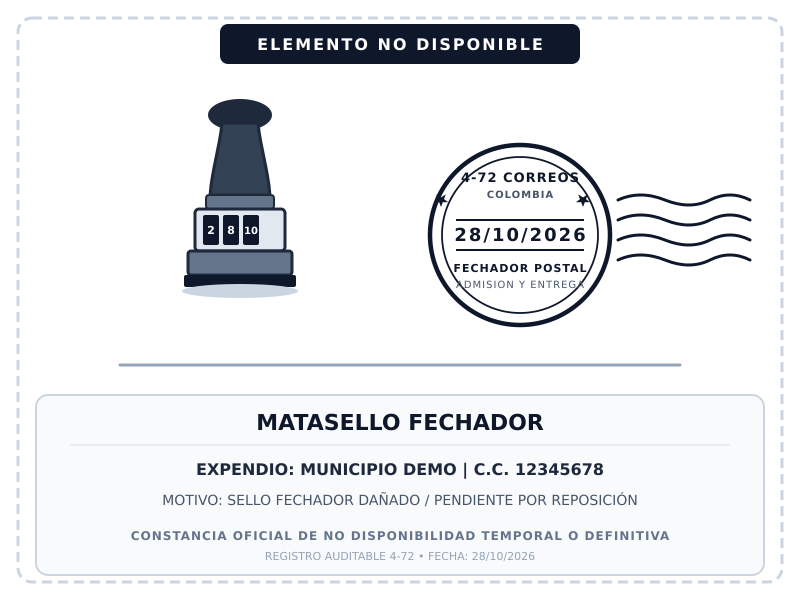 ELEMENTO NO DISPONIBLE
2 8 10
4-72 CORREOS
COLOMBIA
28/10/2026
FECHADOR POSTAL
ADMISION Y ENTREGA
MATASELLO FECHADOR
EXPENDIO: MUNICIPIO DEMO | C.C. 12345678
MOTIVO: SELLO FECHADOR DAÑADO / PENDIENTE POR REPOSICIÓN
CONSTANCIA OFICIAL DE NO DISPONIBILIDAD TEMPORAL O DEFINITIVA
REGISTRO AUDITABLE 4-72 • FECHA: 28/10/2026